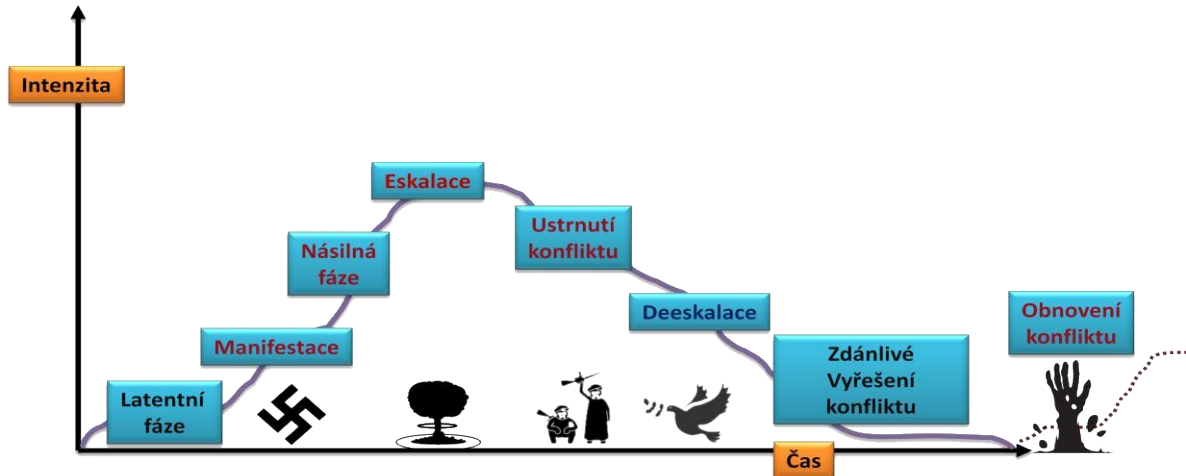 Intenzita
Latentní
fáze
Manifestace
Násilná
fáze
Eskalace
Ustrnutí
konfliktu
Deeskalace
Zdánlivé
Vyřešení
konfliktu
Obnovení
konfliktu
Čas